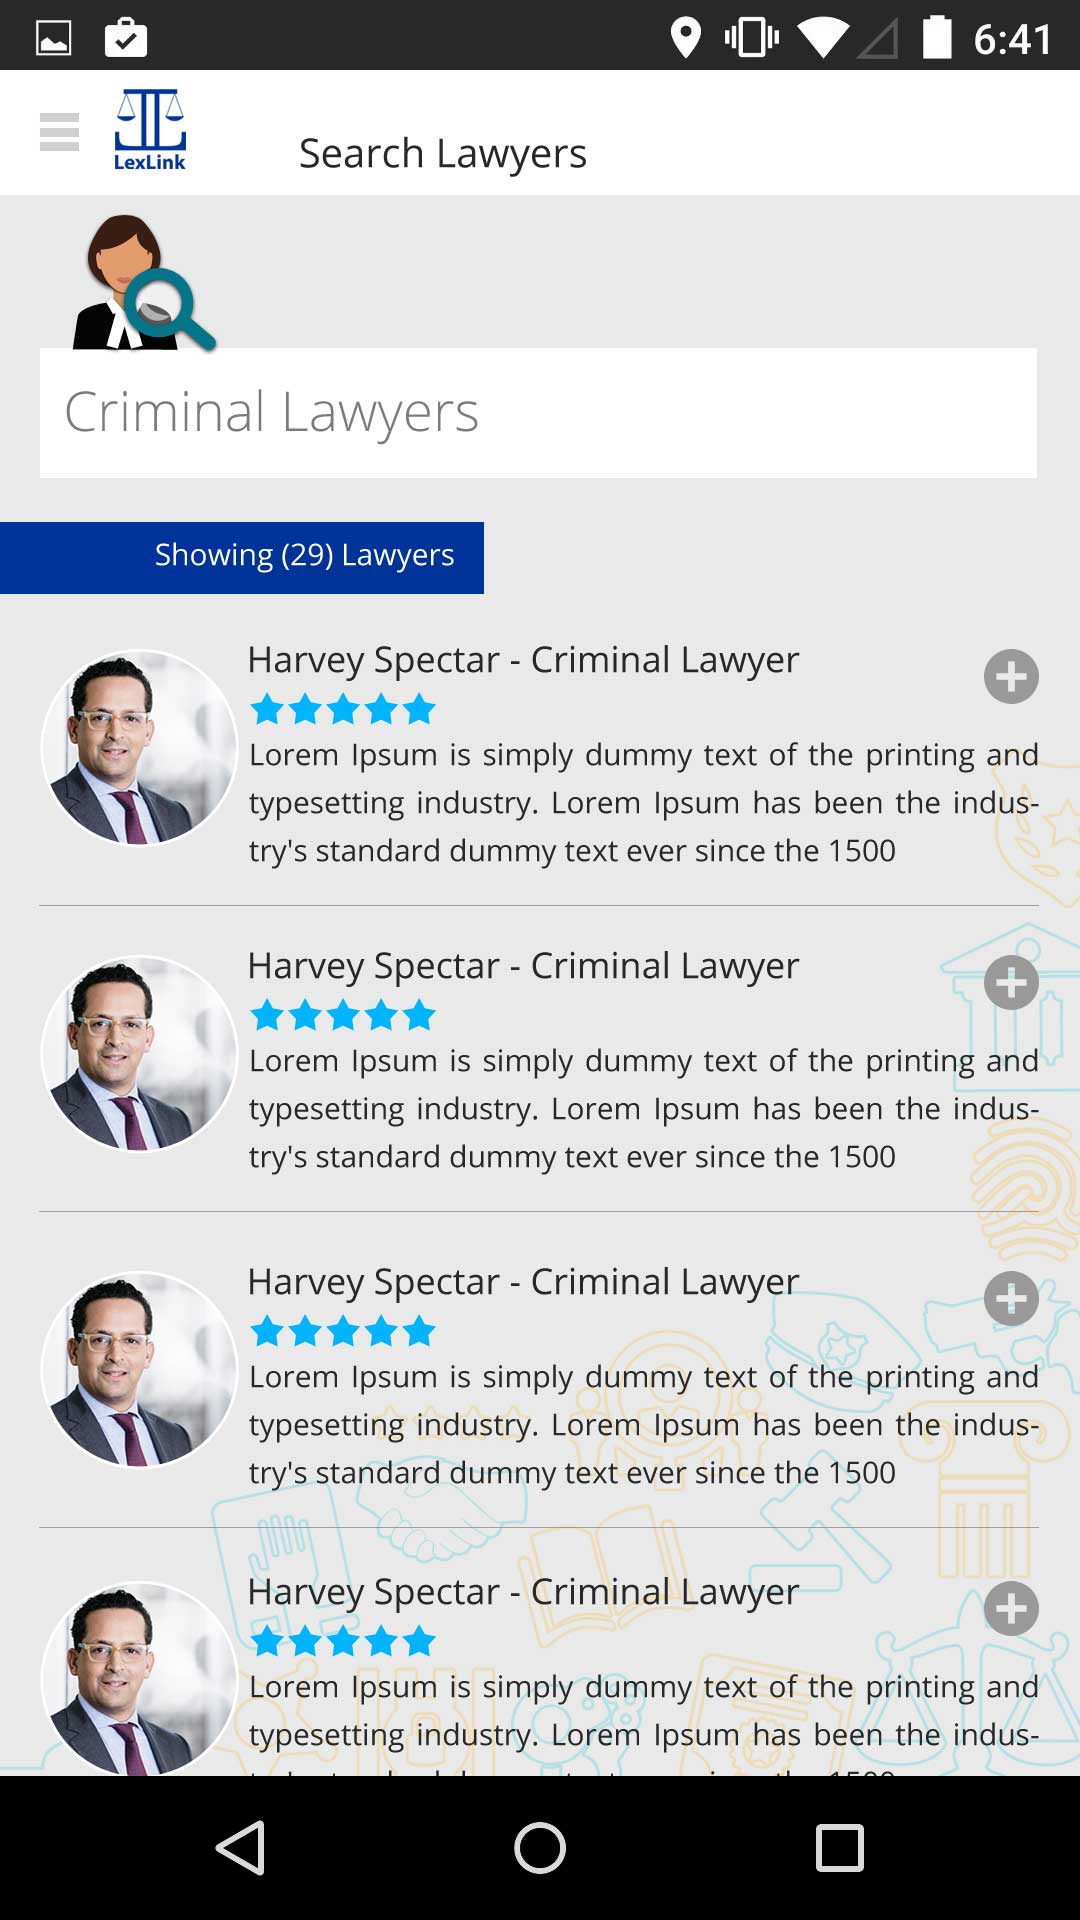 6:41
LexLink
Search Lawyers
Criminal Lawyers
Showing (29) Lawyers
Harvey Spectar - Criminal Lawyer
Lorem Ipsum is simply dummy text of the printing and
typesetting industry. Lorem Ipsum has been the indus-
try's standard dummy text ever since the 1500
Harvey Spectar - Criminal Lawyer
Lorem Ipsum is simply dummy text of the printing and
typesetting industry. Lorem Ipsum has been the indus-
try's standard dummy text ever since the 1500
Harvey Spectar - Criminal Lawyer
Lorem Ipsum is simply dummy text of the printing and
typesetting industry. Lorem Ipsum has been the indus-
try's standard dummy text ever since the 1500
Harvey Spectar - Criminal Lawyer
Lorem Ipsum is simply dummy text of the printing and
typesetting industry. Lorem Ipsum has been the indus-